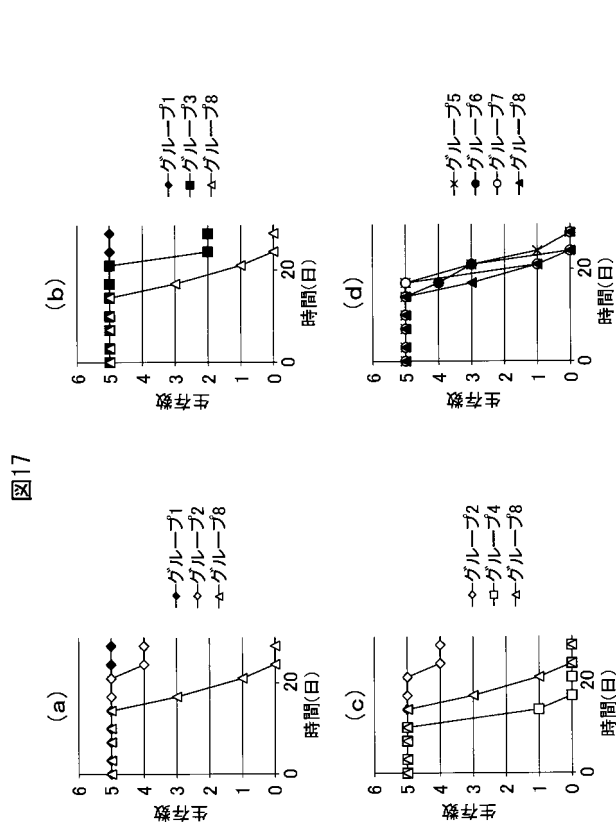 図17
(a)
生存数
6
5
4
3
2
1
0
0
20
時間(日)
グループ1
グループ2
グループ8
(b)
生存数
6
5
4
3
2
1
0
0
20
時間(日)
グループ1
グループ3
グループ8
(c)
生存数
6
5
4
3
2
1
0
0
20
時間(日)
グループ2
グループ4
グループ8
(d)
生存数
6
5
4
3
2
1
0
0
20
時間(日)
グループ5
グループ6
グループ7
グループ8